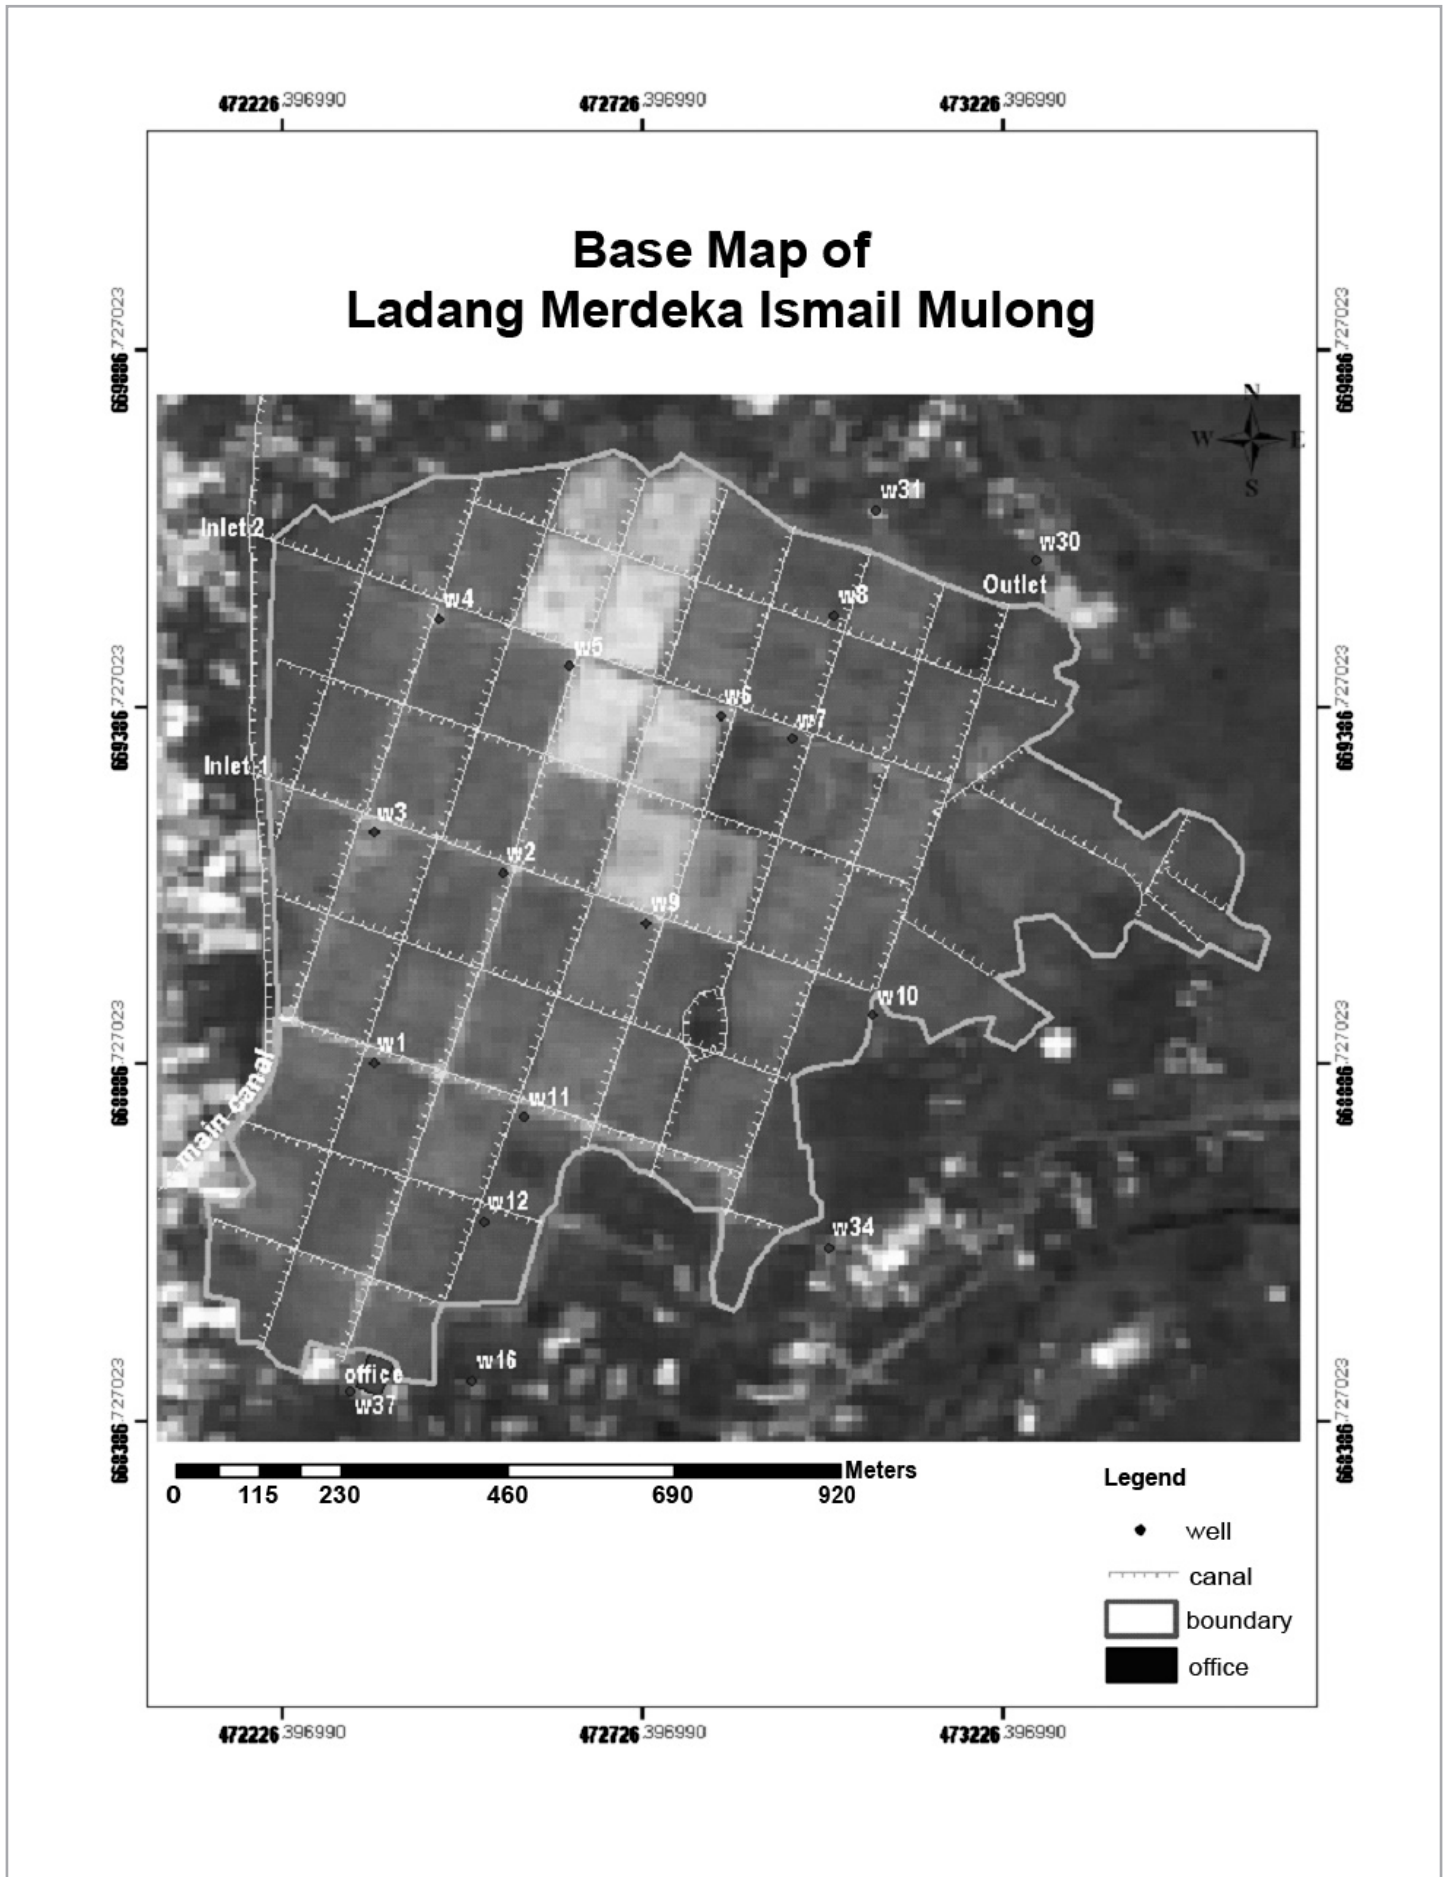 472226.396990 472726.396990 473226.396990
Base Map of
Ladang Merdeka Ismail Mulong
669886.727023 669886.727023
N
W E
S
w31
Inlet 2
w30
Outlet
w4
w8
w5
669386.727023 669386.727023
w6
w7
Inlet 1
w3
w2
w9
w10
668886.727023 668886.727023
w1
main canal
w11
w12
w34
w16
office
w37
668386.727023 668386.727023
Meters
0 115 230 460 690 920
Legend
well
canal
boundary
office
472226.396990 472726.396990 473226.396990